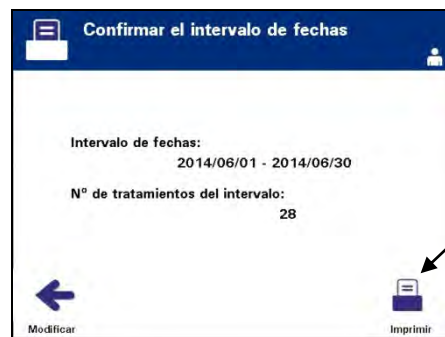 Confirmar el intervalo de fechas
Intervalo de fechas:
2014/06/01 - 2014/06/30
Nº de tratamientos del intervalo:
28
Modificar
Imprimir